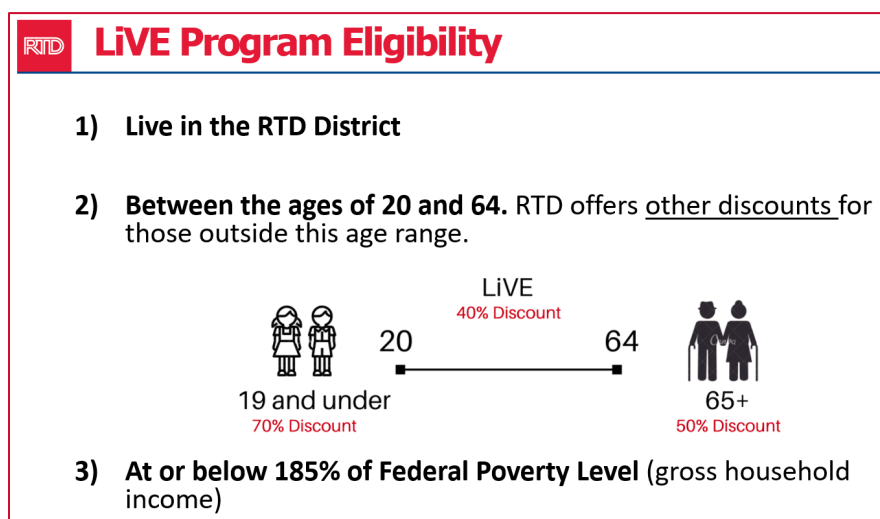 RTD LiVE Program Eligibility
1) Live in the RTD District
2) Between the ages of 20 and 64. RTD offers other discounts for
those outside this age range.
LiVE
40% Discount
20 64
19 and under
70% Discount
Canva
65+
50% Discount
3) At or below 185% of Federal Poverty Level (gross household
income)